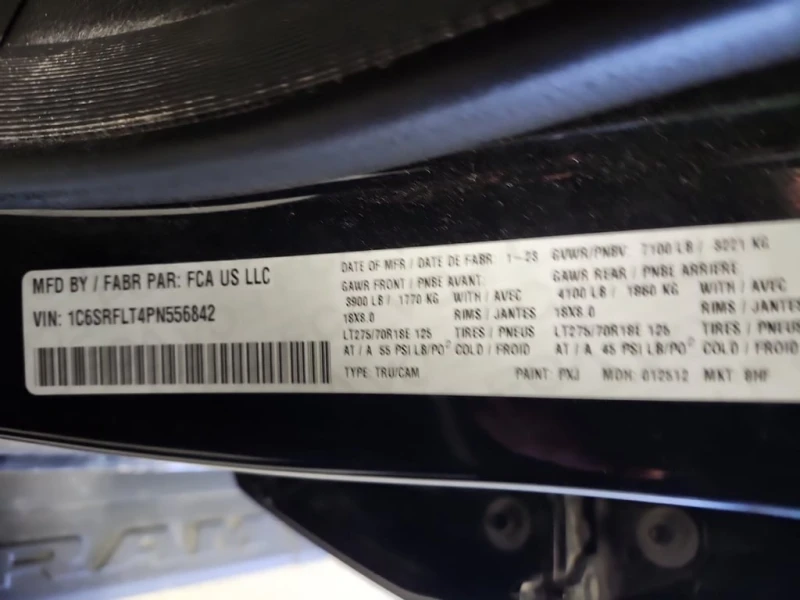 MFD BY / FABR PAR: FCA US LLC
VIN: 1C6SRFLT4PN556842
DATE OF MFR / DATE DE FABR 1-23 GVWR/PNBV 7100 LB / 3221 KG
GAWR FRONT / PNBE AVANT GAWR REAR / PNBE ARRIERE
3900 LB / 1770 KG WITH / AVEC 4100 LB / 1860 KG WITH / AVEC
18X8.0 RIMS / JANTES 18X8.0 RIMS / JANTES
LT275/70R18E 125 TIRES / PNEUS LT275/70R18E 125 TIRES / PNEUS
AT / A 55 PSI LB/PO² COLD / FROID AT / A 45 PSI LB/PO² COLD / FROID
TYPE: TRU/CAM PAINT: PXJ MDH: 012512 MKT:
RAM